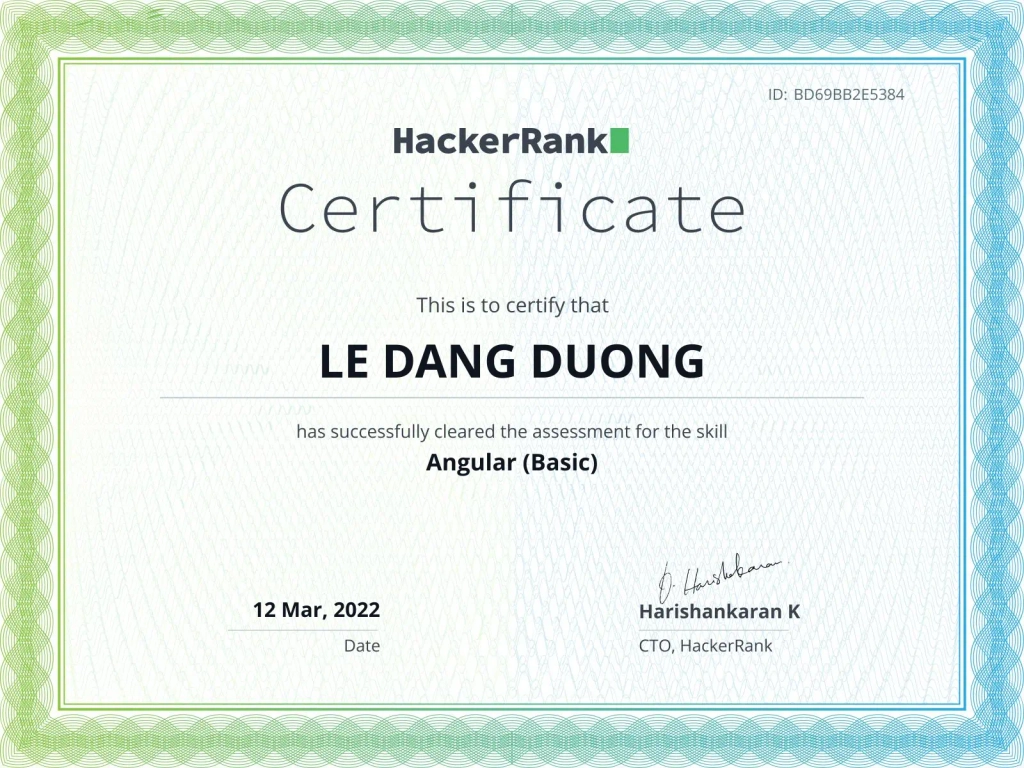 ID: BD69BB2E5384
HackerRank
Certificate
This is to certify that
LE DANG DUONG
has successfully cleared the assessment for the skill
Angular (Basic)
D. Harishankaran
12 Mar, 2022
Harishankaran K
Date
CTO, HackerRank